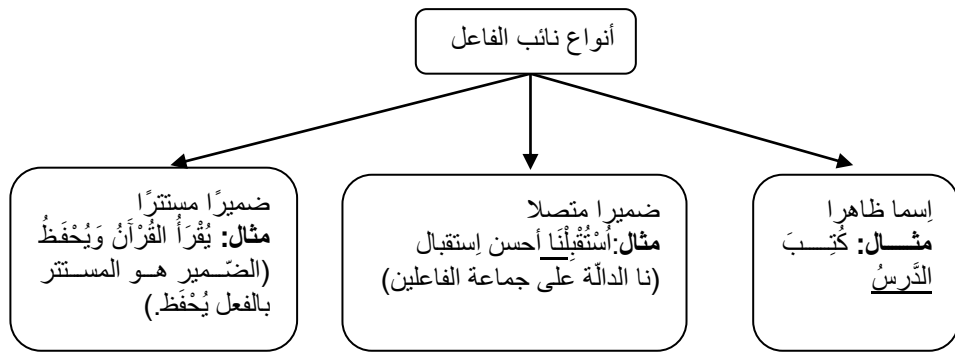 أنواع نائب الفاعل
اِسما ظاهرا
مثال: كُتِبَ
الدَّرسُ
ضميرا متصلا
مثال:اُسْتُقْبِلْنَا أحسن اِستقبال
(نا الدالّة على جماعة الفاعلين)
ضميرًا مستترًا
مثال: يُقْرَأُ القُرْآنُ وَيُحْفَظُ
(الضّمير هو المستتر
بالفعل يُحْفَظ.)